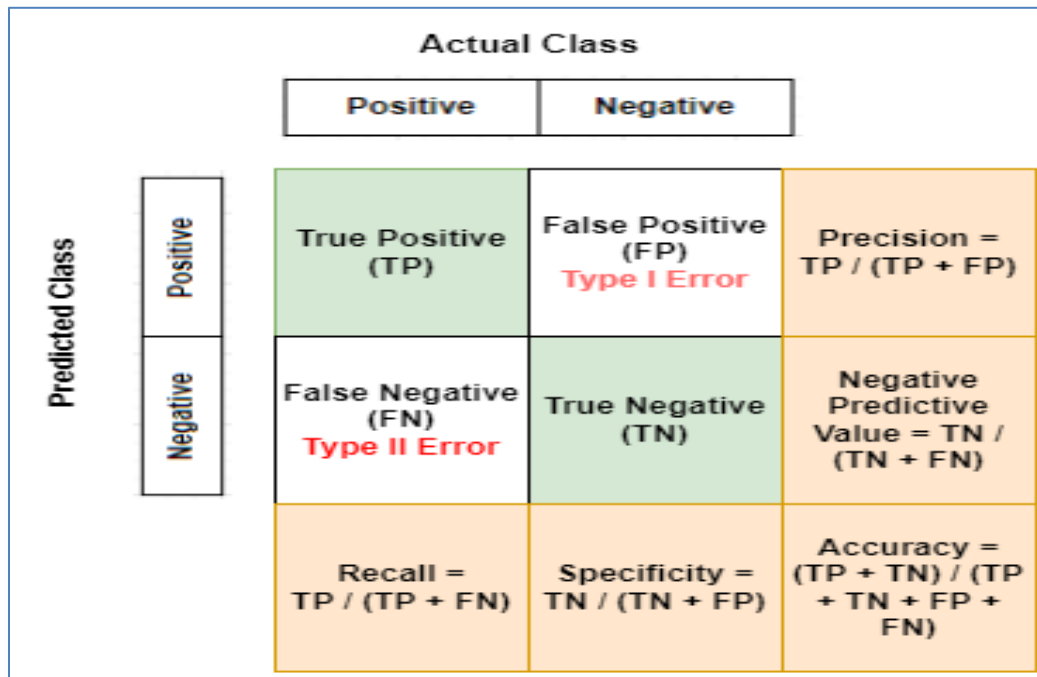 Actual Class
Positive
Negative
Predicted Class
Positive
Negative
True Positive
(TP)
False Positive
(FP)
Type I Error
Precision =
TP / (TP + FP)
False Negative
(FN)
Type II Error
True Negative
(TN)
Negative
Predictive
Value = TN /
(TN + FN)
Recall =
TP / (TP + FN)
Specificity =
TN / (TN + FP)
Accuracy =
(TP + TN) / (TP
+ TN + FP +
FN)